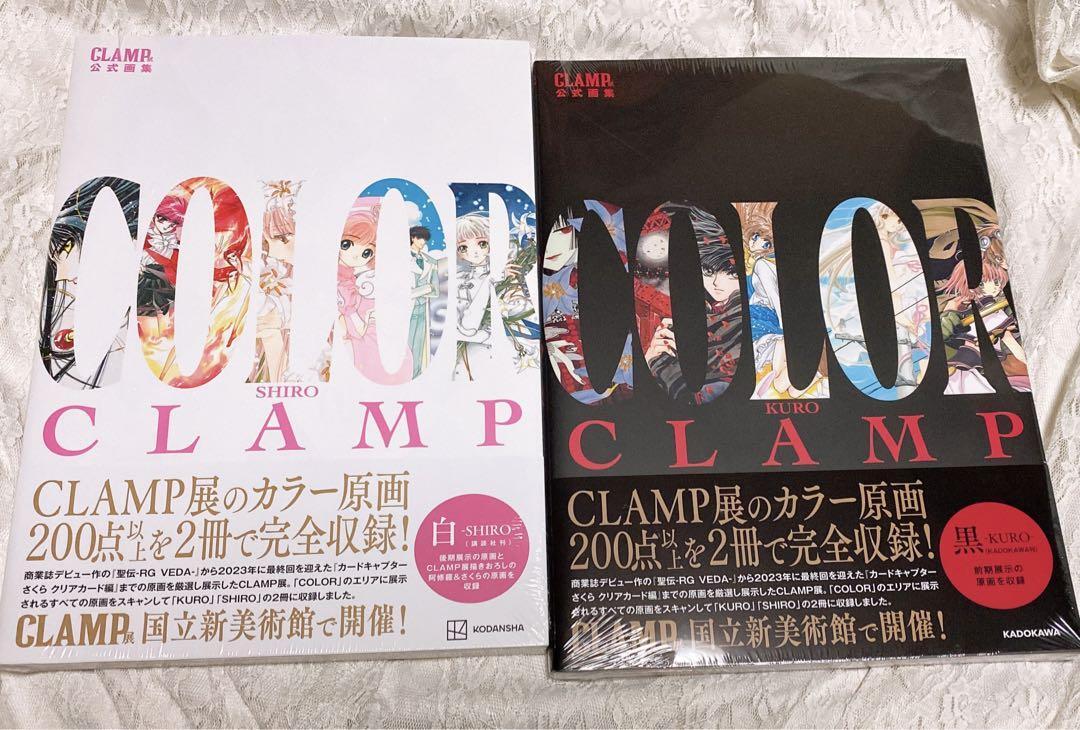 CLAMP展
公式画集
COLOR
SHIRO
CLAMP
CLAMP展のカラー原画
200点以上を2冊で完全収録!
商業誌デビュー作の『聖伝-RG VEDA-』から2023年に最終回を迎えた『カードキャプター
さくら クリアカード編』までの原画を厳選し展示したCLAMP展。「COLOR」のエリアに展示
されるすべての原画をスキャンして「KURO」「SHIRO」の2冊に収録しました。
CLAMP展 国立新美術館で開催!
白-SHIRO-
(講談社刊)
後期展示の原画と
CLAMP展描きおろしの
阿修羅&さくらの原画を
収録
KODANSHA
CLAMP展
公式画集
COLOR
KURO
CLAMP
CLAMP展のカラー原画
200点以上を2冊で完全収録!
商業誌デビュー作の『聖伝-RG VEDA-』から2023年に最終回を迎えた『カードキャプター
さくら クリアカード編』までの原画を厳選し展示したCLAMP展。「COLOR」のエリアに展示
されるすべての原画をスキャンして「KURO」「SHIRO」の2冊に収録しました。
CLAMP展 国立新美術館で開催!
黒-KURO-
(KADOKAWA刊)
前期展示の
原画を収録
KADOKAWA